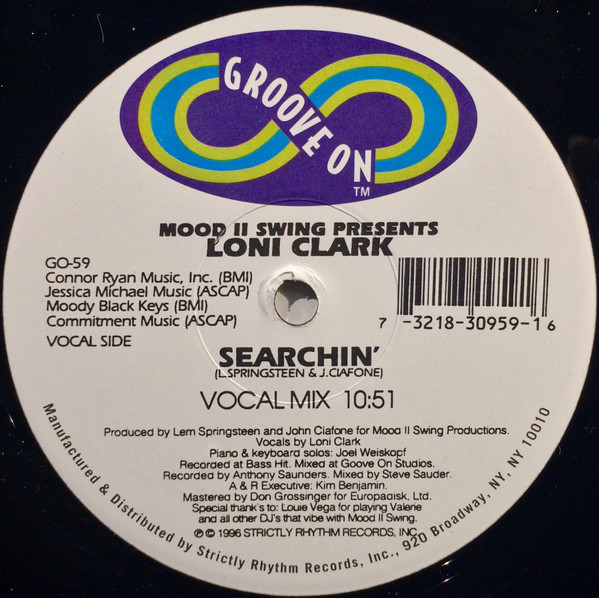 GROOVE ON
TM
MOOD II SWING PRESENTS
LONI CLARK
GO-59
Connor Ryan Music, Inc. (BMI)
Jessica Michael Music (ASCAP)
Moody Black Keys (BMI)
Commitment Music (ASCAP)
VOCAL SIDE
7 -3218-30959-1 6
SEARCHIN'
(L.SPRINGSTEEN & J.CIAFONE)
VOCAL MIX 10:51
Produced by Lem Springsteen and John Ciafone for Mood II Swing Productions.
Vocals by Loni Clark
Piano & keyboard solos: Joel Weiskopf
Recorded at Bass Hit. Mixed at Goove On Studios.
Recorded by Anthony Saunders. Mixed by Steve Sauder.
A & R Executive: Kim Benjamin.
Mastered by Don Grossinger for Europadisk, Ltd.
Special thank's to: Louie Vega for playing Valerie
and all other DJ's that vibe with Mood II Swing.
℗ © 1996 STRICTLY RHYTHM RECORDS, INC.
Manufactured & Distributed by Strictly Rhythm Records, Inc., 920 Broadway, NY, NY 10010